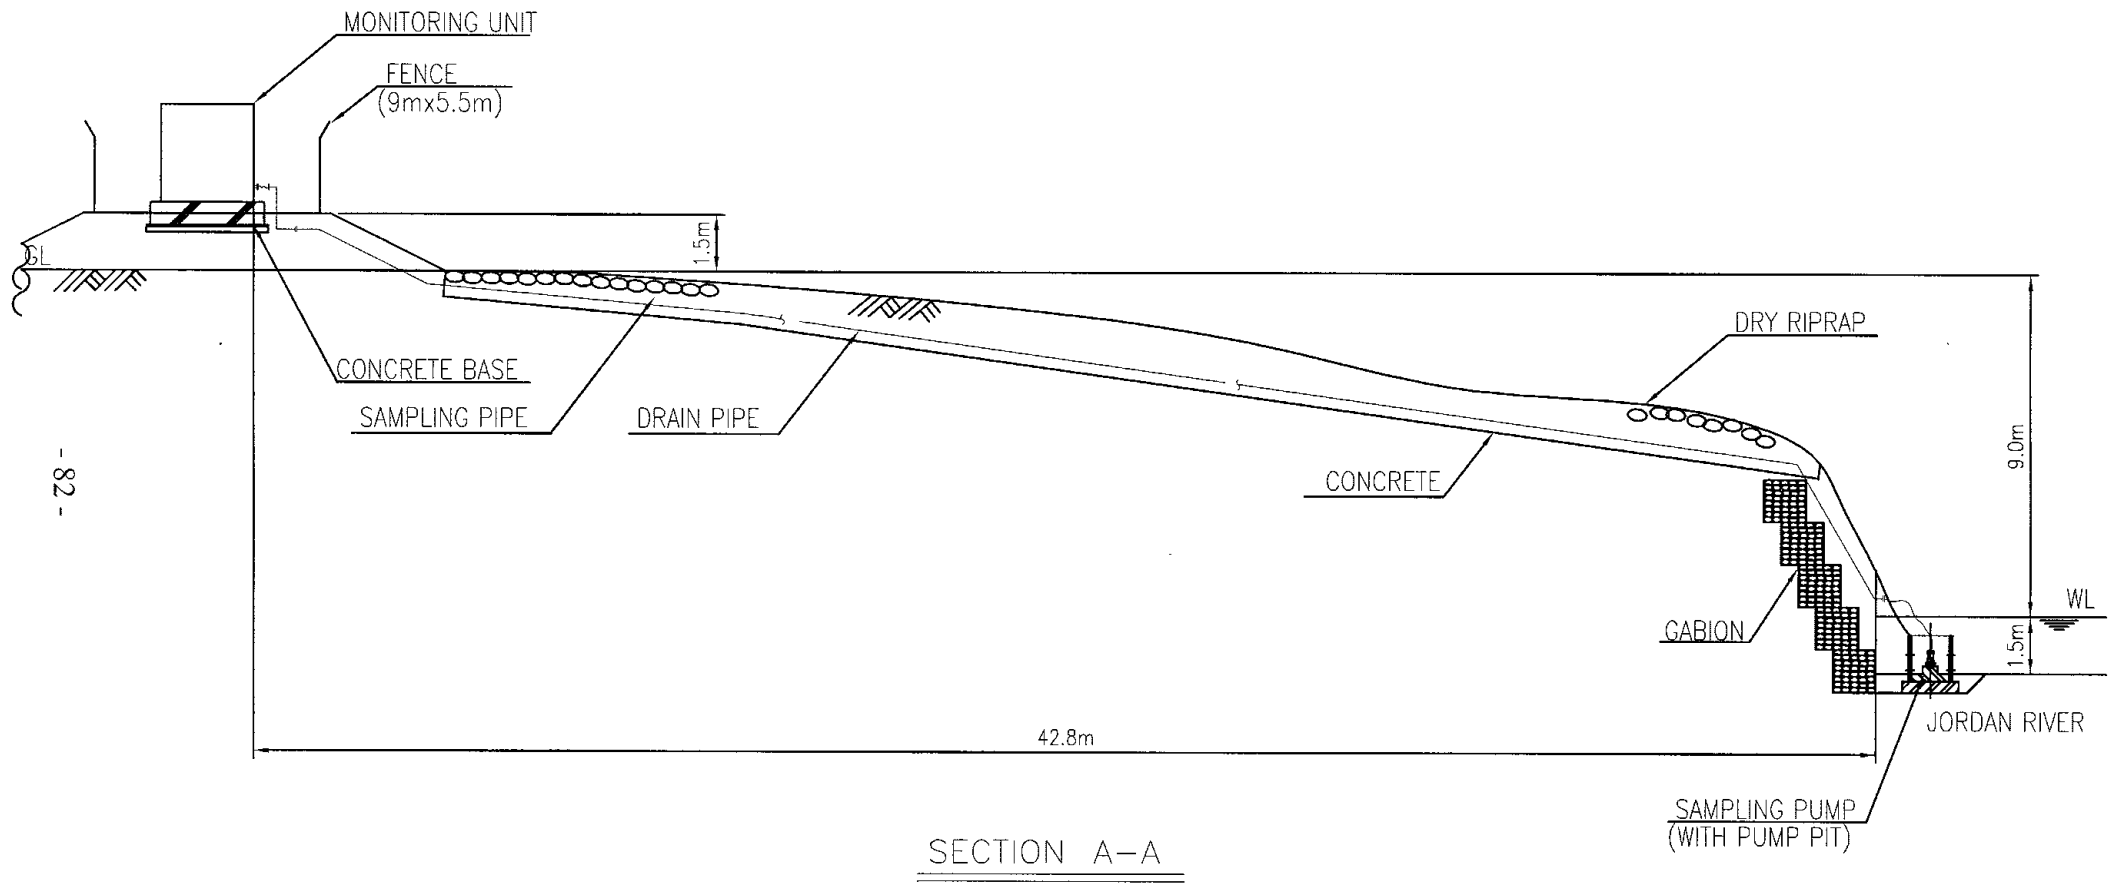 MONITORING UNIT
FENCE
(9mx5.5m)
1.5m
GL
DRY RIPRAP
CONCRETE BASE
SAMPLING PIPE
DRAIN PIPE
CONCRETE
9.0m
- 82 -
WL
GABION
1.5m
JORDAN RIVER
42.8m
SAMPLING PUMP
(WITH PUMP PIT)
SECTION A-A